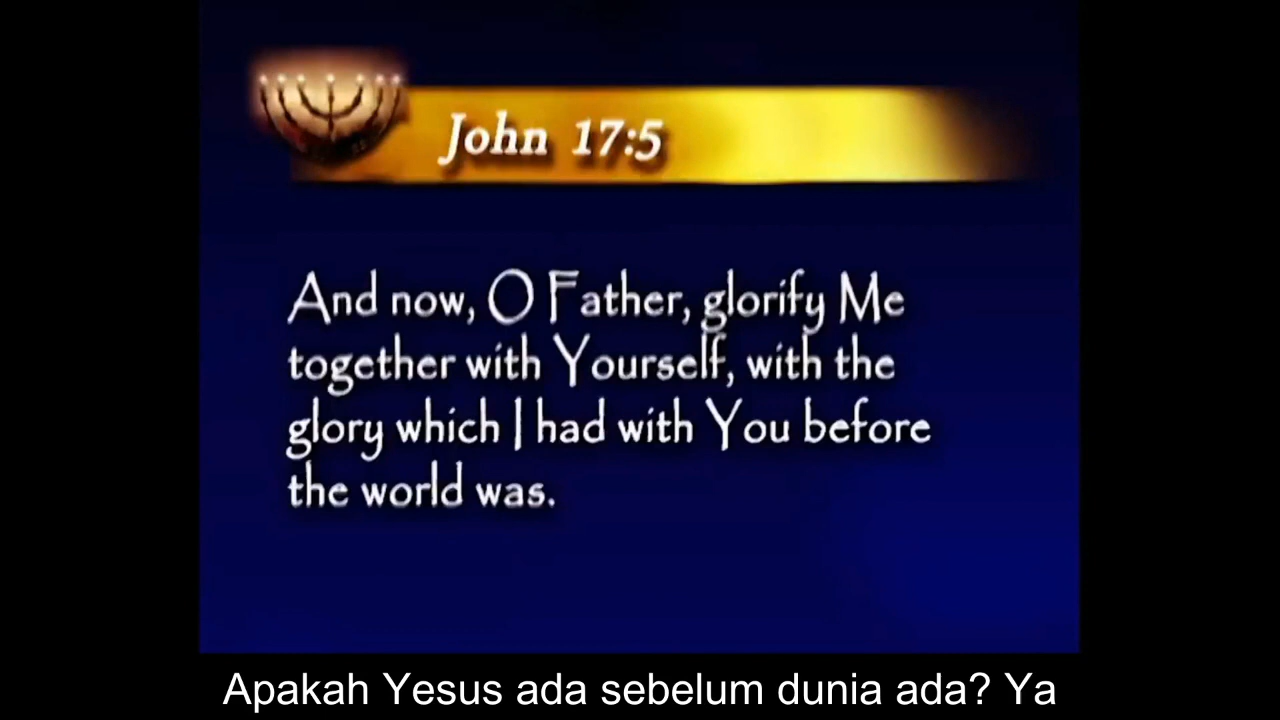 John 17:5
And now, O Father, glorify Me
together with Yourself, with the
glory which I had with You before
the world was.
Apakah Yesus ada sebelum dunia ada? Ya